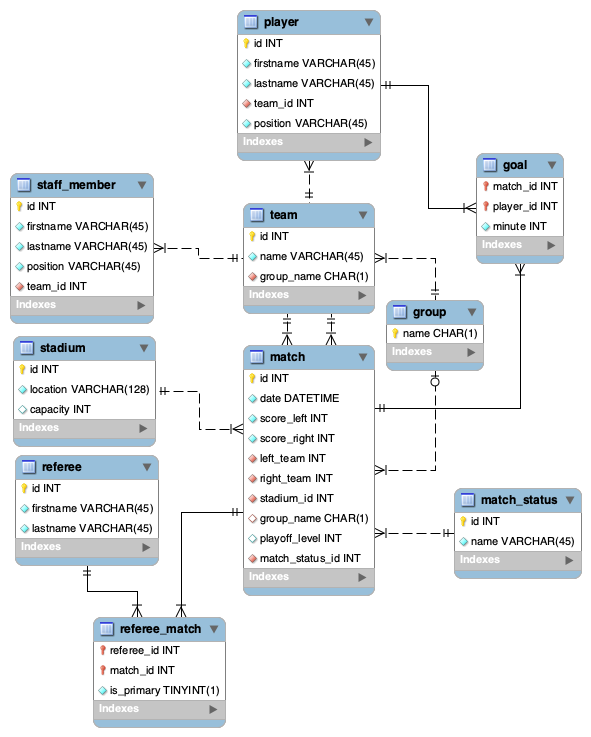 player
id INT
firstname VARCHAR(45)
lastname VARCHAR(45)
team_id INT
position VARCHAR(45)
Indexes
goal
match_id INT
player_id INT
minute INT
Indexes
staff_member
id INT
firstname VARCHAR(45)
lastname VARCHAR(45)
position VARCHAR(45)
team_id INT
Indexes
team
id INT
name VARCHAR(45)
group_name CHAR(1)
Indexes
group
name CHAR(1)
Indexes
stadium
id INT
location VARCHAR(128)
capacity INT
Indexes
match
id INT
date DATETIME
score_left INT
score_right INT
left_team INT
right_team INT
stadium_id INT
group_name CHAR(1)
playoff_level INT
match_status_id INT
Indexes
referee
id INT
firstname VARCHAR(45)
lastname VARCHAR(45)
Indexes
match_status
id INT
name VARCHAR(45)
Indexes
referee_match
referee_id INT
match_id INT
is_primary TINYINT(1)
Indexes